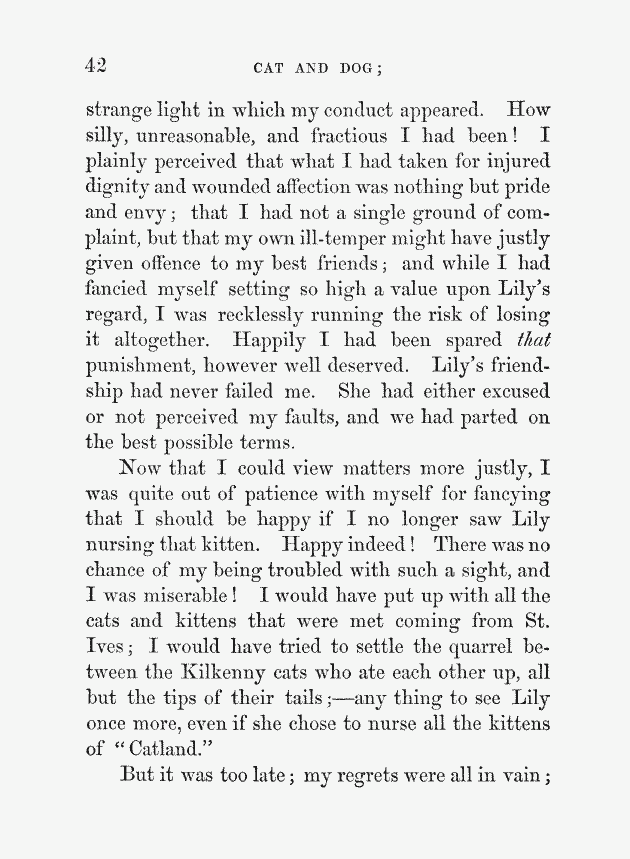 42 CAT AND DOG;
strange light in which my conduct appeared. How
silly, unreasonable, and fractious I had been! I
plainly perceived that what I had taken for injured
dignity and wounded affection was nothing but pride
and envy; that I had not a single ground of com-
plaint, but that my own ill-temper might have justly
given offence to my best friends; and while I had
fancied myself setting so high a value upon Lily's
regard, I was recklessly running the risk of losing
it altogether. Happily I had been spared that
punishment, however well deserved. Lily's friend-
ship had never failed me. She had either excused
or not perceived my faults, and we had parted on
the best possible terms.
Now that I could view matters more justly, I
was quite out of patience with myself for fancying
that I should be happy if I no longer saw Lily
nursing that kitten. Happy indeed! There was no
chance of my being troubled with such a sight, and
I was miserable! I would have put up with all the
cats and kittens that were met coming from St.
Ives; I would have tried to settle the quarrel be-
tween the Kilkenny cats who ate each other up, all
but the tips of their tails;—any thing to see Lily
once more, even if she chose to nurse all the kittens
of "Catland."
But it was too late; my regrets were all in vain;